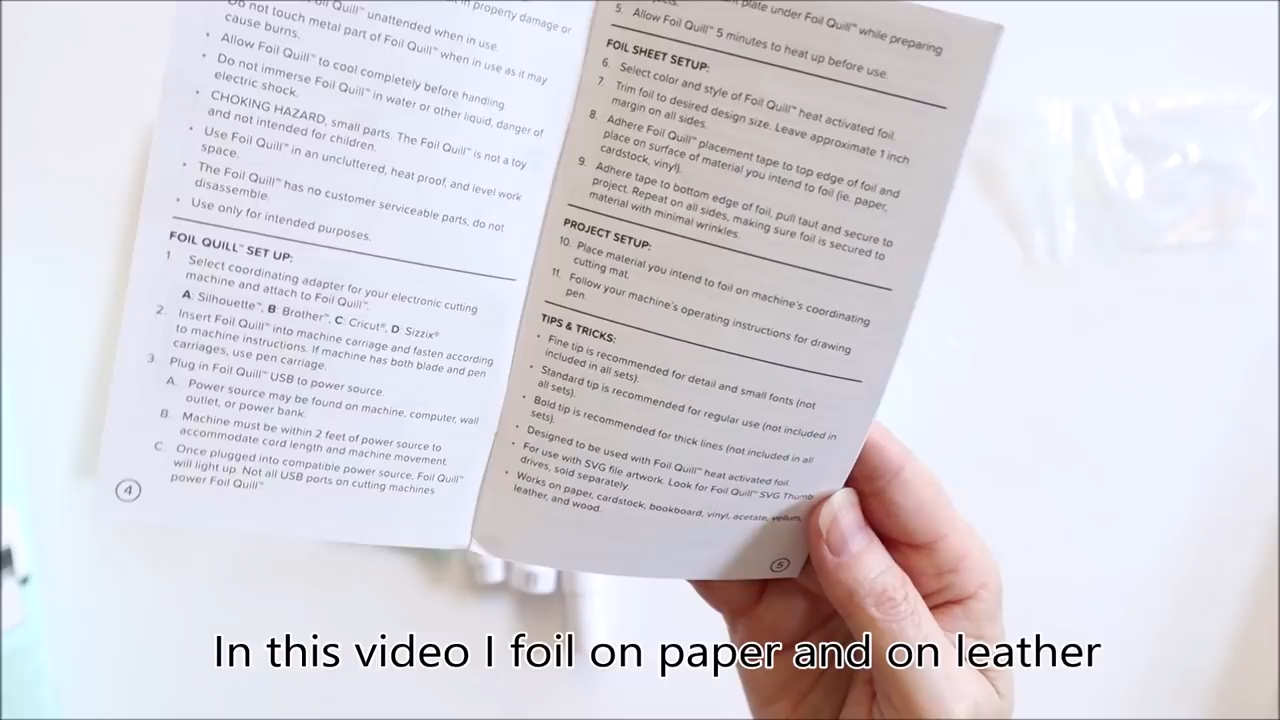 in property damage or
Foil Quill™ unattended when in use.
Do not touch metal part of Foil Quill™ when in use as it may
cause burns.
• Allow Foil Quill™ to cool completely before handling
• Do not immerse Foil Quill™ in water or other liquid, danger of
electric shock.
• CHOKING HAZARD, small parts. The Foil Quill™ is not a toy
and not intended for children.
• Use Foil Quill™ in an uncluttered, heat proof, and level work
space.
• The Foil Quill™ has no customer serviceable parts, do not
disassemble.
• Use only for intended purposes.
FOIL QUILL™ SET UP:
1. Select coordinating adapter for your electronic cutting
machine and attach to Foil Quill™.
A: Silhouette™, B: Brother™, C: Cricut®, D: Sizzix®
2. Insert Foil Quill™ into machine carriage and fasten according
to machine instructions. If machine has both blade and pen
carriages, use pen carriage.
3. Plug in Foil Quill™ USB to power source.
A. Power source may be found on machine, computer, wall
outlet, or power bank.
B. Machine must be within 2 feet of power source to
accommodate cord length and machine movement.
C. Once plugged into compatible power source, Foil Quill™
will light up. Not all USB ports on cutting machines
power Foil Quill™
4
plate under Foil Quill™ while preparing
5. Allow Foil Quill™ 5 minutes to heat up before use.
FOIL SHEET SETUP:
6. Select color and style of Foil Quill™ heat activated foil.
7. Trim foil to desired design size. Leave approximate 1 inch
margin on all sides.
8. Adhere Foil Quill™ placement tape to top edge of foil and
place on surface of material you intend to foil (ie, paper,
cardstock, vinyl).
9. Adhere tape to bottom edge of foil, pull taut and secure to
project. Repeat on all sides, making sure foil is secured to
material with minimal wrinkles.
PROJECT SETUP:
10. Place material you intend to foil on machine's coordinating
cutting mat.
11. Follow your machine's operating instructions for drawing
pen.
TIPS & TRICKS:
• Fine tip is recommended for detail and small fonts (not
included in all sets).
• Standard tip is recommended for regular use (not included in
all sets).
• Bold tip is recommended for thick lines (not included in all
sets).
• Designed to be used with Foil Quill™ heat activated foil.
• For use with SVG file artwork. Look for Foil Quill™ SVG Thumb
drives, sold separately.
• Works on paper, cardstock, bookboard, vinyl, acetate, vellum,
leather, and wood.
5
In this video I foil on paper and on leather